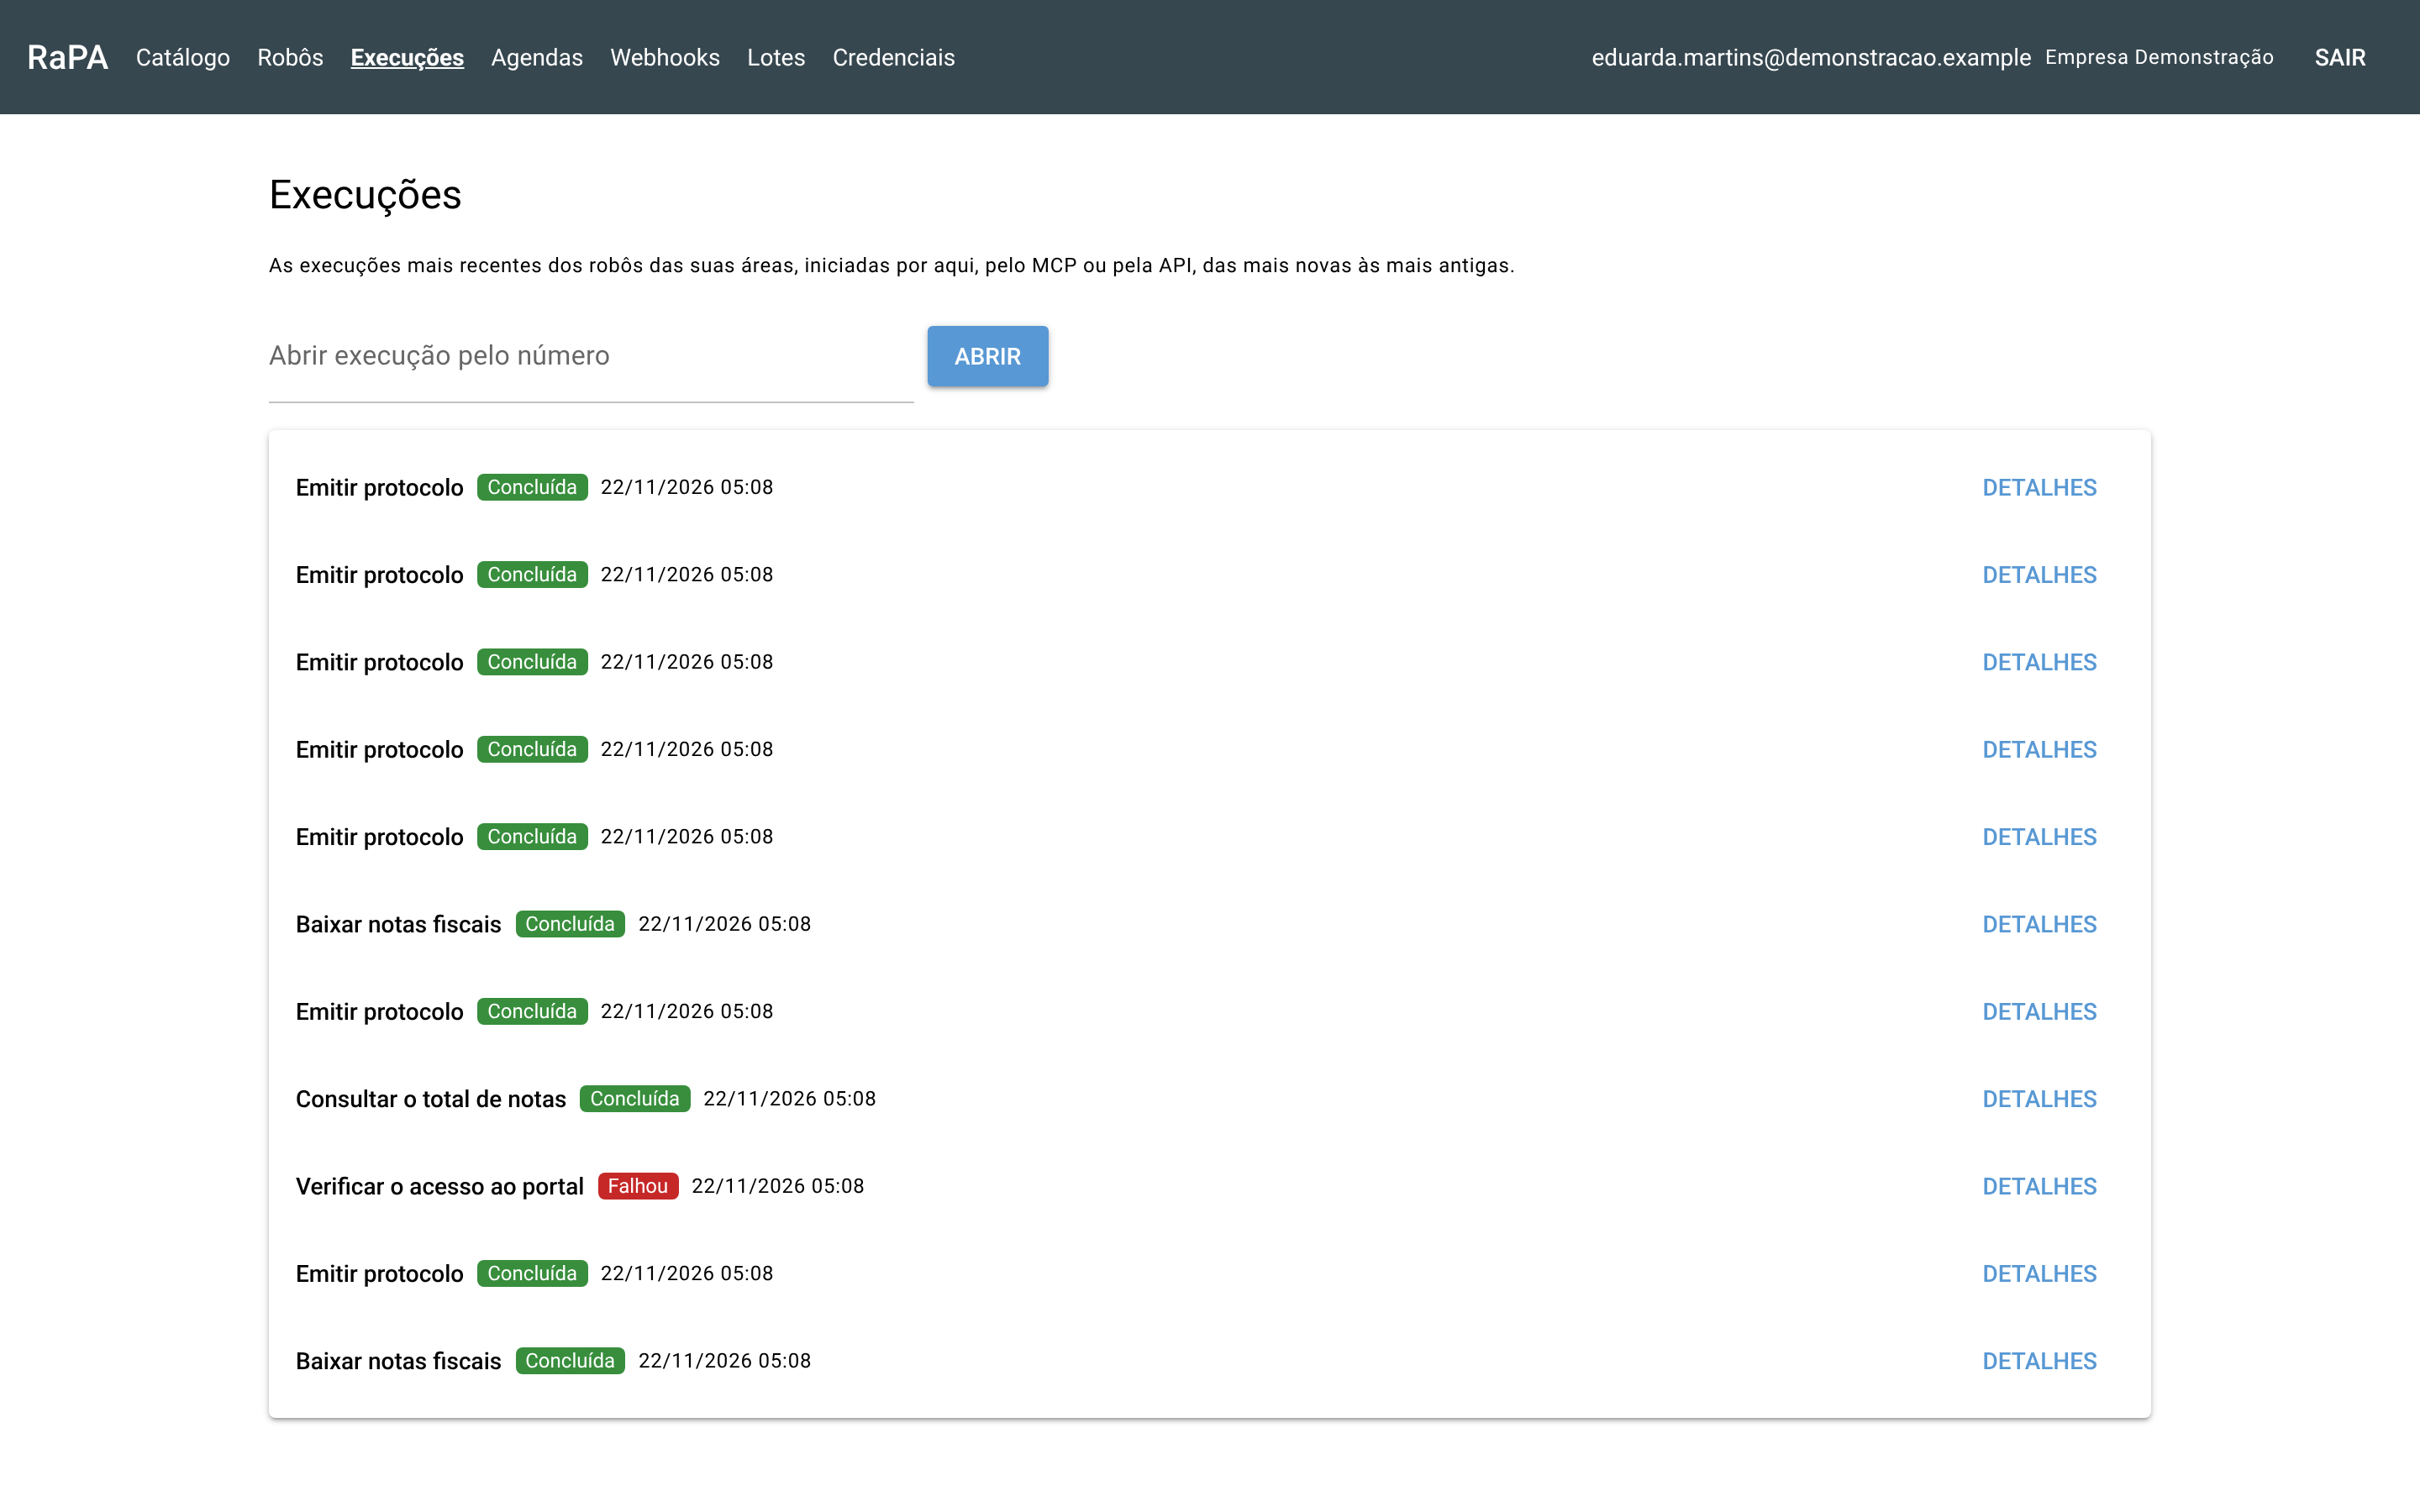 RaPA Catálogo Robôs Execuções Agendas Webhooks Lotes Credenciais eduarda.martins@demonstracao.example Empresa Demonstração SAIR
Execuções
As execuções mais recentes dos robôs das suas áreas, iniciadas por aqui, pelo MCP ou pela API, das mais novas às mais antigas.
Abrir execução pelo número ABRIR
Emitir protocolo Concluída 22/11/2026 05:08 DETALHES
Emitir protocolo Concluída 22/11/2026 05:08 DETALHES
Emitir protocolo Concluída 22/11/2026 05:08 DETALHES
Emitir protocolo Concluída 22/11/2026 05:08 DETALHES
Emitir protocolo Concluída 22/11/2026 05:08 DETALHES
Baixar notas fiscais Concluída 22/11/2026 05:08 DETALHES
Emitir protocolo Concluída 22/11/2026 05:08 DETALHES
Consultar o total de notas Concluída 22/11/2026 05:08 DETALHES
Verificar o acesso ao portal Falhou 22/11/2026 05:08 DETALHES
Emitir protocolo Concluída 22/11/2026 05:08 DETALHES
Baixar notas fiscais Concluída 22/11/2026 05:08 DETALHES